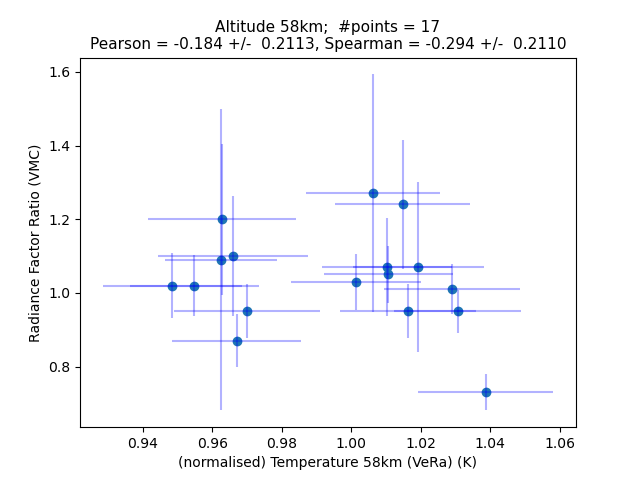 Altitude 58km;  #points = 17
Pearson = -0.184 +/-  0.2113, Spearman = -0.294 +/-  0.2110
1.6
1.4
1.2
1.0
0.8
Radiance Factor Ratio (VMC)
0.94 0.96 0.98 1.00 1.02 1.04 1.06
(normalised) Temperature 58km (VeRa) (K)